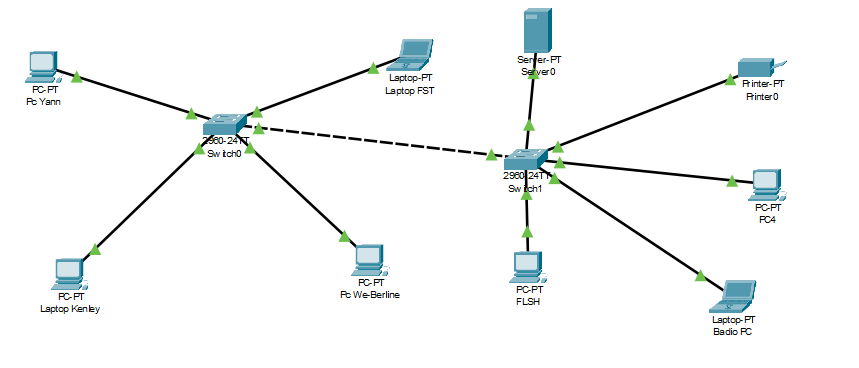 PC-PT
Pc Yann
Laptop-PT
Laptop FST
2960-24TT
Switch0
PC-PT
Laptop Kenley
PC-PT
Pc We-Berline
Server-PT
Server0
Printer-PT
Printer0
2960-24TT
Switch1
PC-PT
PC4
PC-PT
FLSH
Laptop-PT
Badio PC